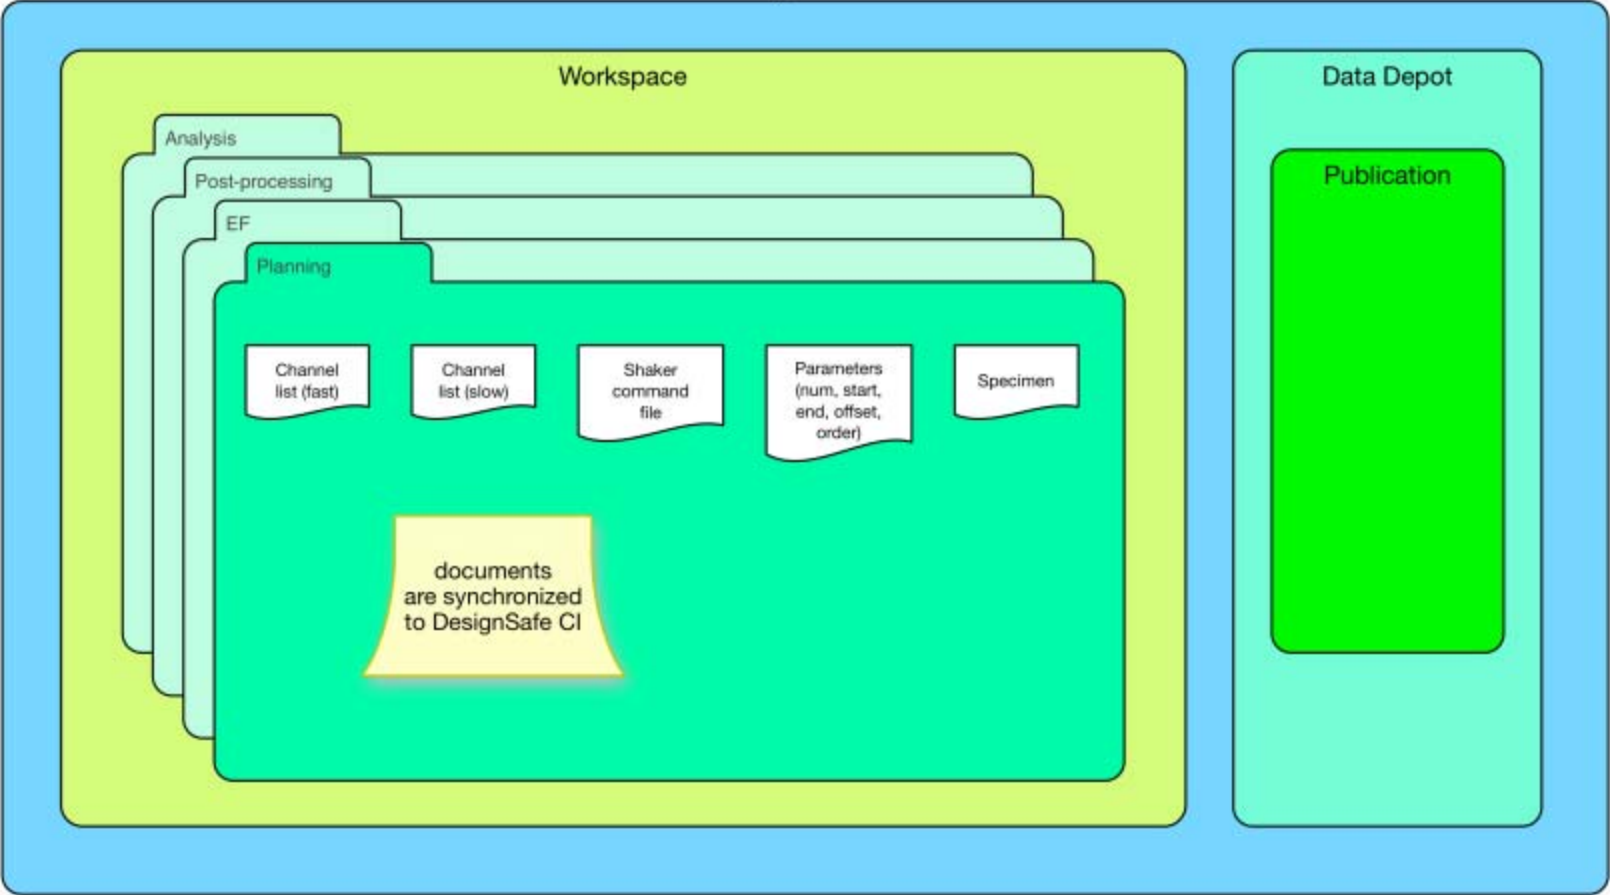 Workspace
Data Depot
Analysis
Publication
Post-processing
EF
Planning
Channel
list (fast)
Channel
list (slow)
Shaker
command
file
Parameters
(num, start,
end, offset,
order)
Specimen
documents
are synchronized
to DesignSafe CI